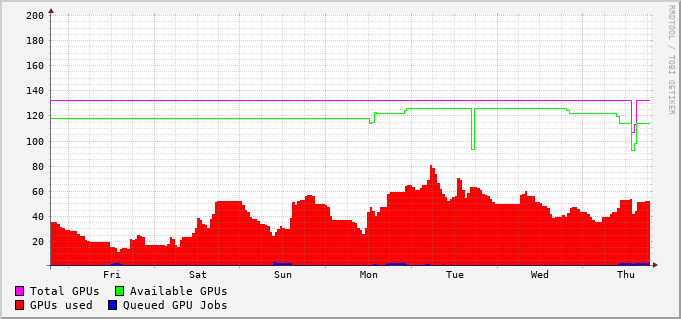 200
180
160
140
120
100
80
60
40
20
Fri Sat Sun Mon Tue Wed Thu
Total GPUs Available GPUs
GPUs used Queued GPU Jobs
RRDTOOL / TOBI OETIKER